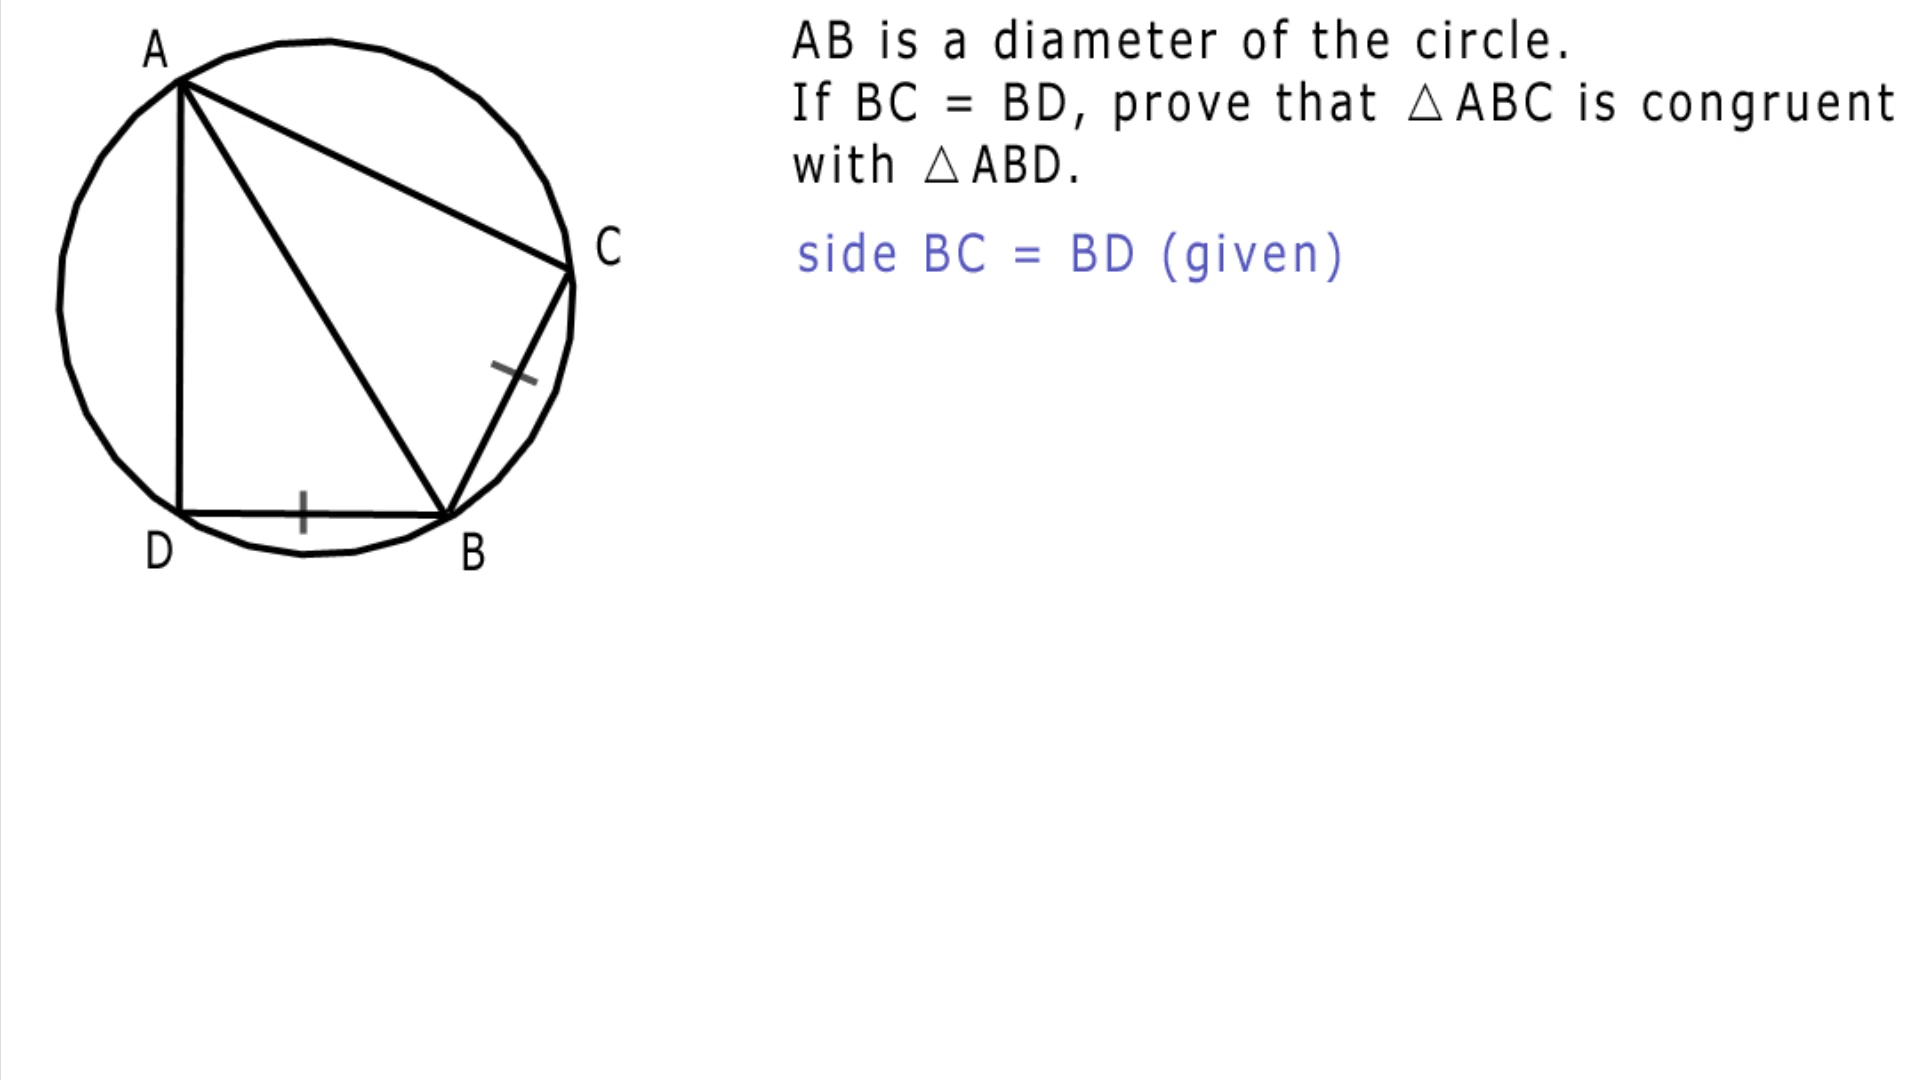 A
C
D
B
AB is a diameter of the circle.
If BC = BD, prove that △ABC is congruent
with △ABD.
side BC = BD (given)